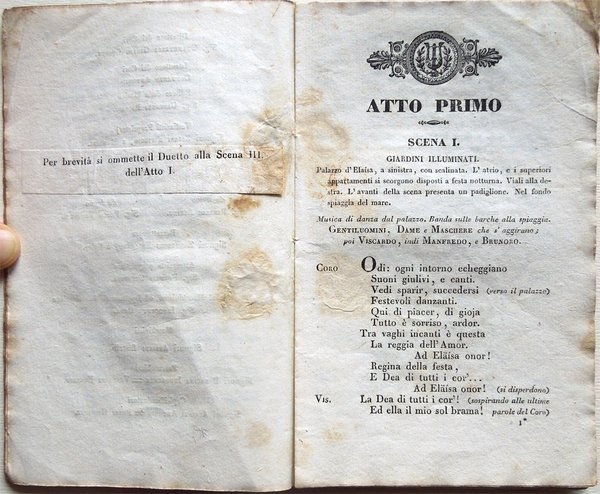 Per brevità si ommette il Duetto alla Scena III.
dell'Atto I.
ATTO PRIMO
SCENA I.
GIARDINI ILLUMINATI.
Palazzo d'Elaísa, a sinistra, con scalinata. L'atrio, e i superiori
appartamenti si scorgono disposti a festa notturna. Viali alla de-
stra. L'avanti della scena presenta un padiglione. Nel fondo
spiaggia del mare.
Musica di danza dal palazzo. Banda sulle barche alla spiaggia.
GENTILUOMINI, DAME e MASCHERE che s'aggirano;
poi VISCARDO, indi MANFREDO, e BRUNORO.
CORO Odi: ogni intorno echeggiano
Suoni giulivi, e canti.
Vedi sparir, succedersi (verso il palazzo)
Festevoli danzanti.
Qui di piacer, di gioja
Tutto è sorriso, ardor.
Tra vaghi incanti è questa
La reggia dell'Amor.
Ad Elaïsa onor!
Regina della festa,
E Dea di tutti i cor'...
Ad Elaïsa onor! (si disperdono)
VIS. La Dea di tutti i cor'! (sospirando alle ultime
Ed ella il mio sol brama! parole del Coro)
1*